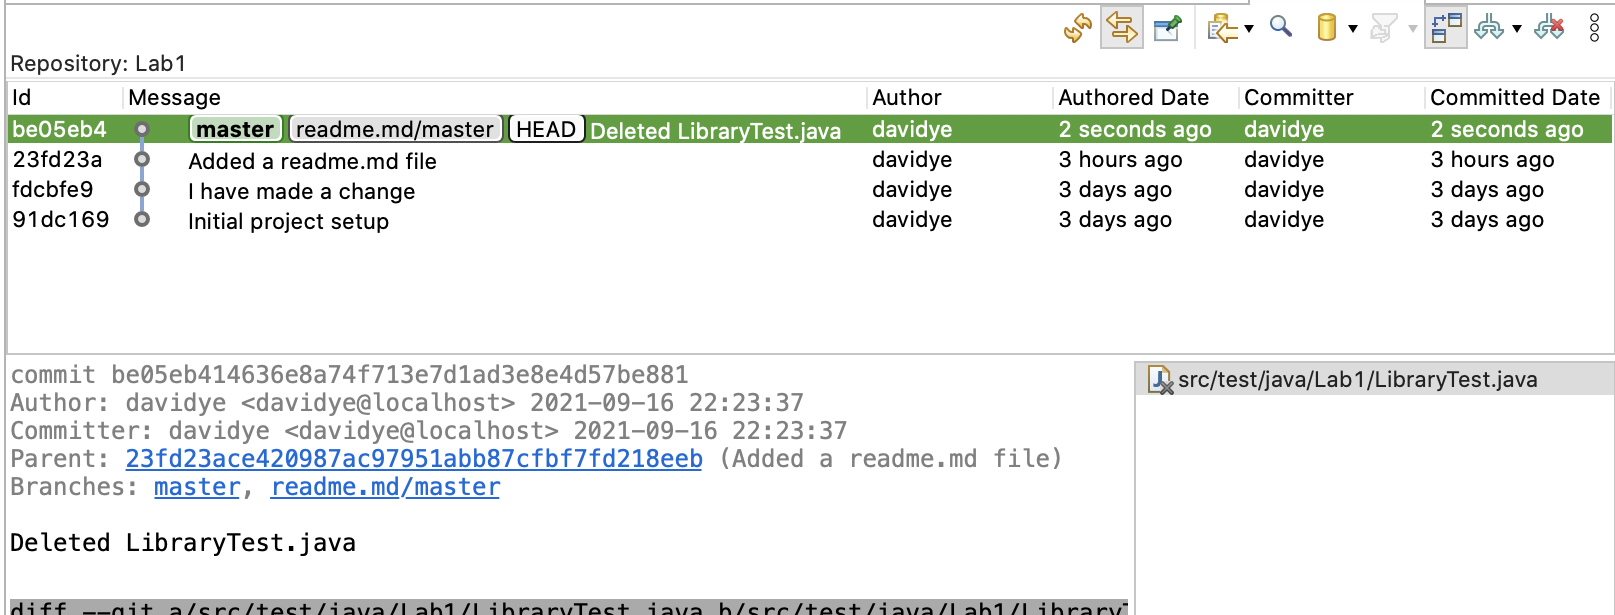 Repository: Lab1
Id Message Author Authored Date Committer Committed Date
be05eb4 master readme.md/master HEAD Deleted LibraryTest.java davidye 2 seconds ago davidye 2 seconds ago
23fd23a Added a readme.md file davidye 3 hours ago davidye 3 hours ago
fdcbfe9 I have made a change davidye 3 days ago davidye 3 days ago
91dc169 Initial project setup davidye 3 days ago davidye 3 days ago
commit be05eb414636e8a74f713e7d1ad3e8e4d57be881
Author: davidye <davidye@localhost> 2021-09-16 22:23:37
Committer: davidye <davidye@localhost> 2021-09-16 22:23:37
Parent: 23fd23ace420987ac97951abb87cfbf7fd218eeb (Added a readme.md file)
Branches: master, readme.md/master
Deleted LibraryTest.java
diff --git a/src/test/java/Lab1/LibraryTest.java b/src/test/java/Lab1/LibraryT
src/test/java/Lab1/LibraryTest.java